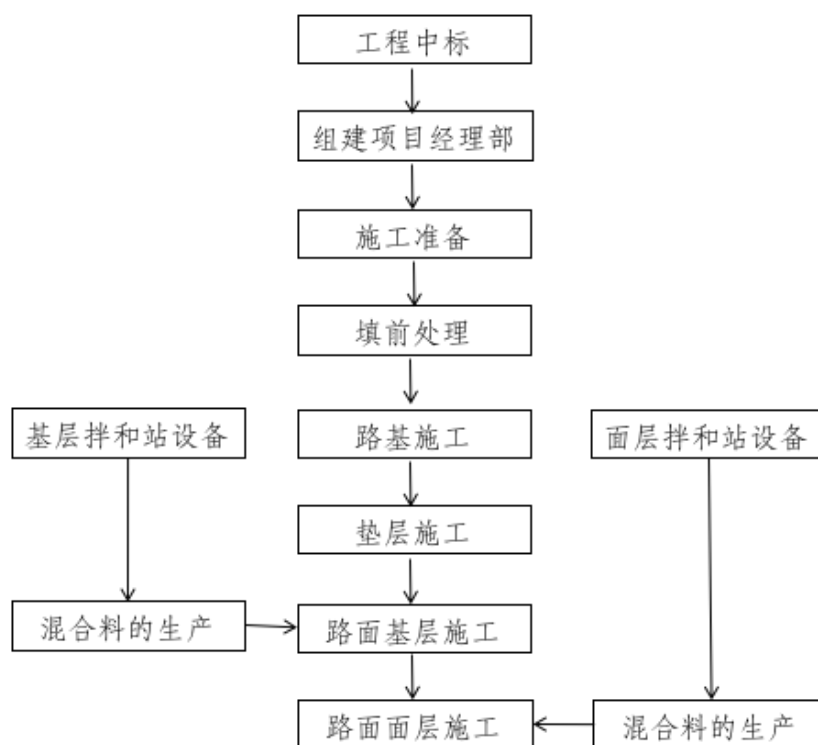 工程中标
组建项目经理部
施工准备
填前处理
基层拌和站设备
路基施工
面层拌和站设备
垫层施工
混合料的生产
路面基层施工
路面面层施工
混合料的生产